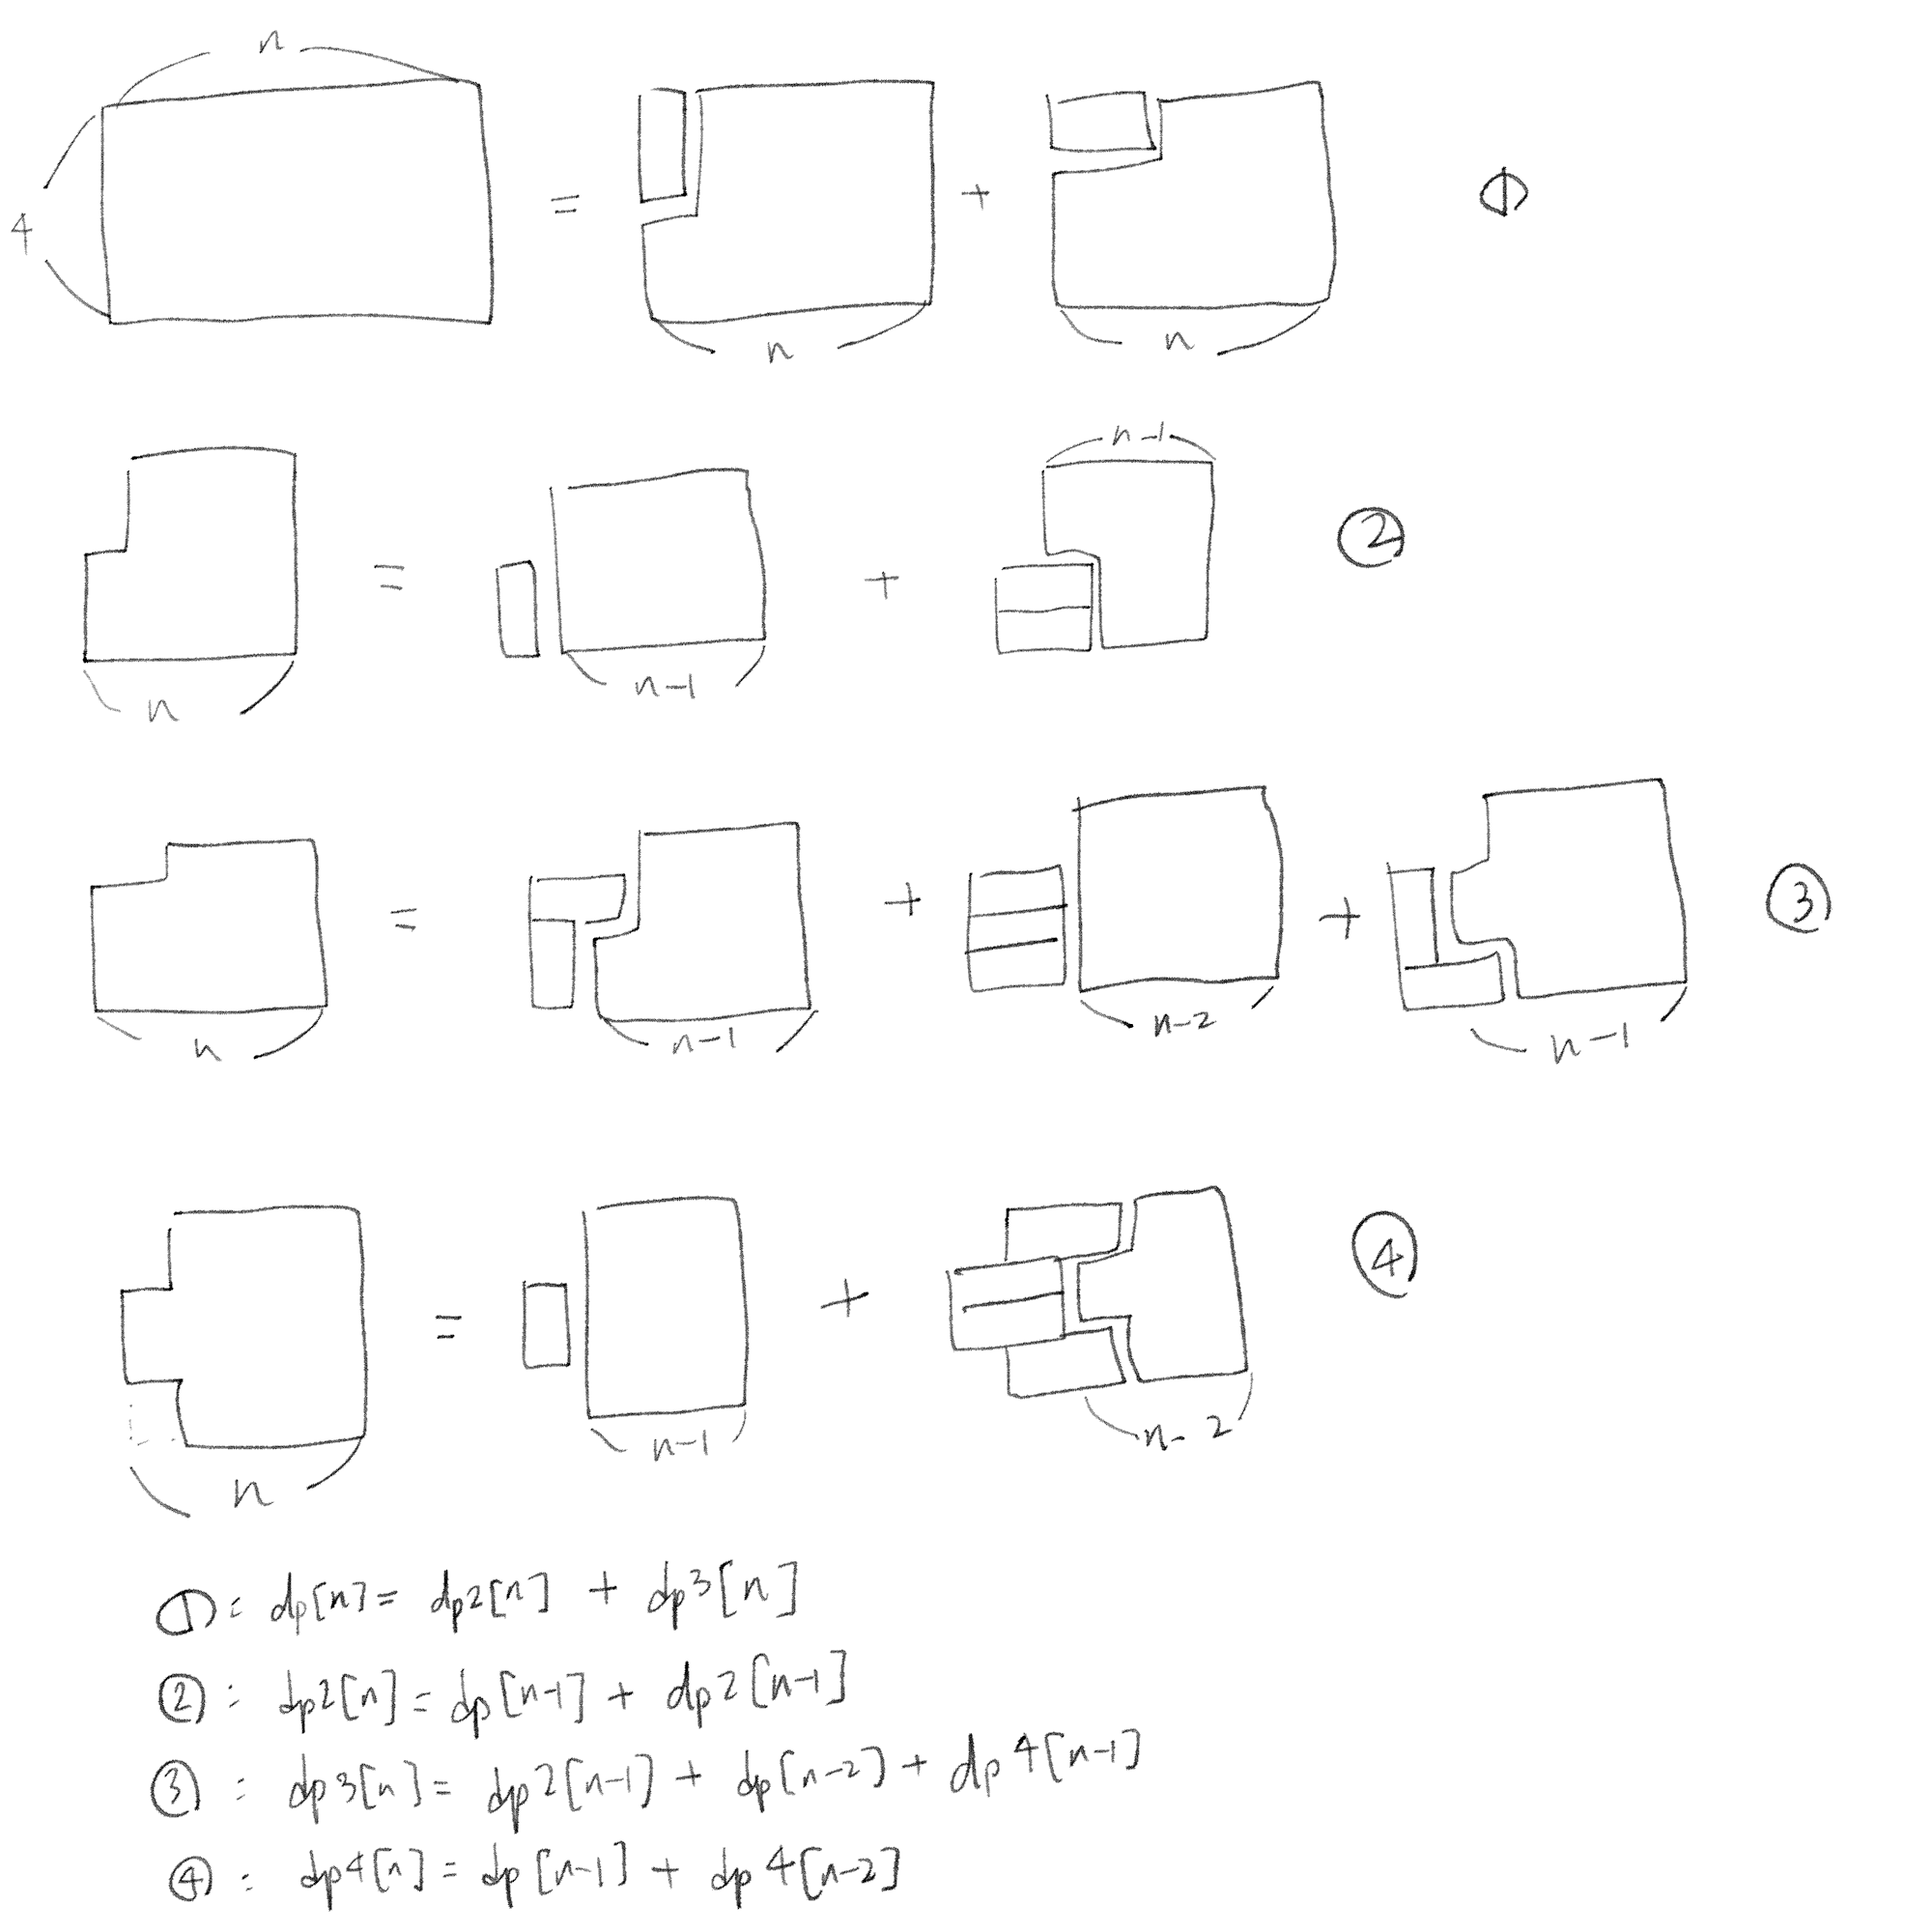 n
4 = + ①
n n
n-1
= + ②
n n-1
= + + ③
n n-1 n-2 n-1
= + ④
n n-1 n-2
①: dp[n] = dp2[n] + dp3[n]
②: dp2[n] = dp[n-1] + dp2[n-1]
③: dp3[n] = dp2[n-1] + dp[n-2] + dp4[n-1]
④: dp4[n] = dp[n-1] + dp4[n-2]